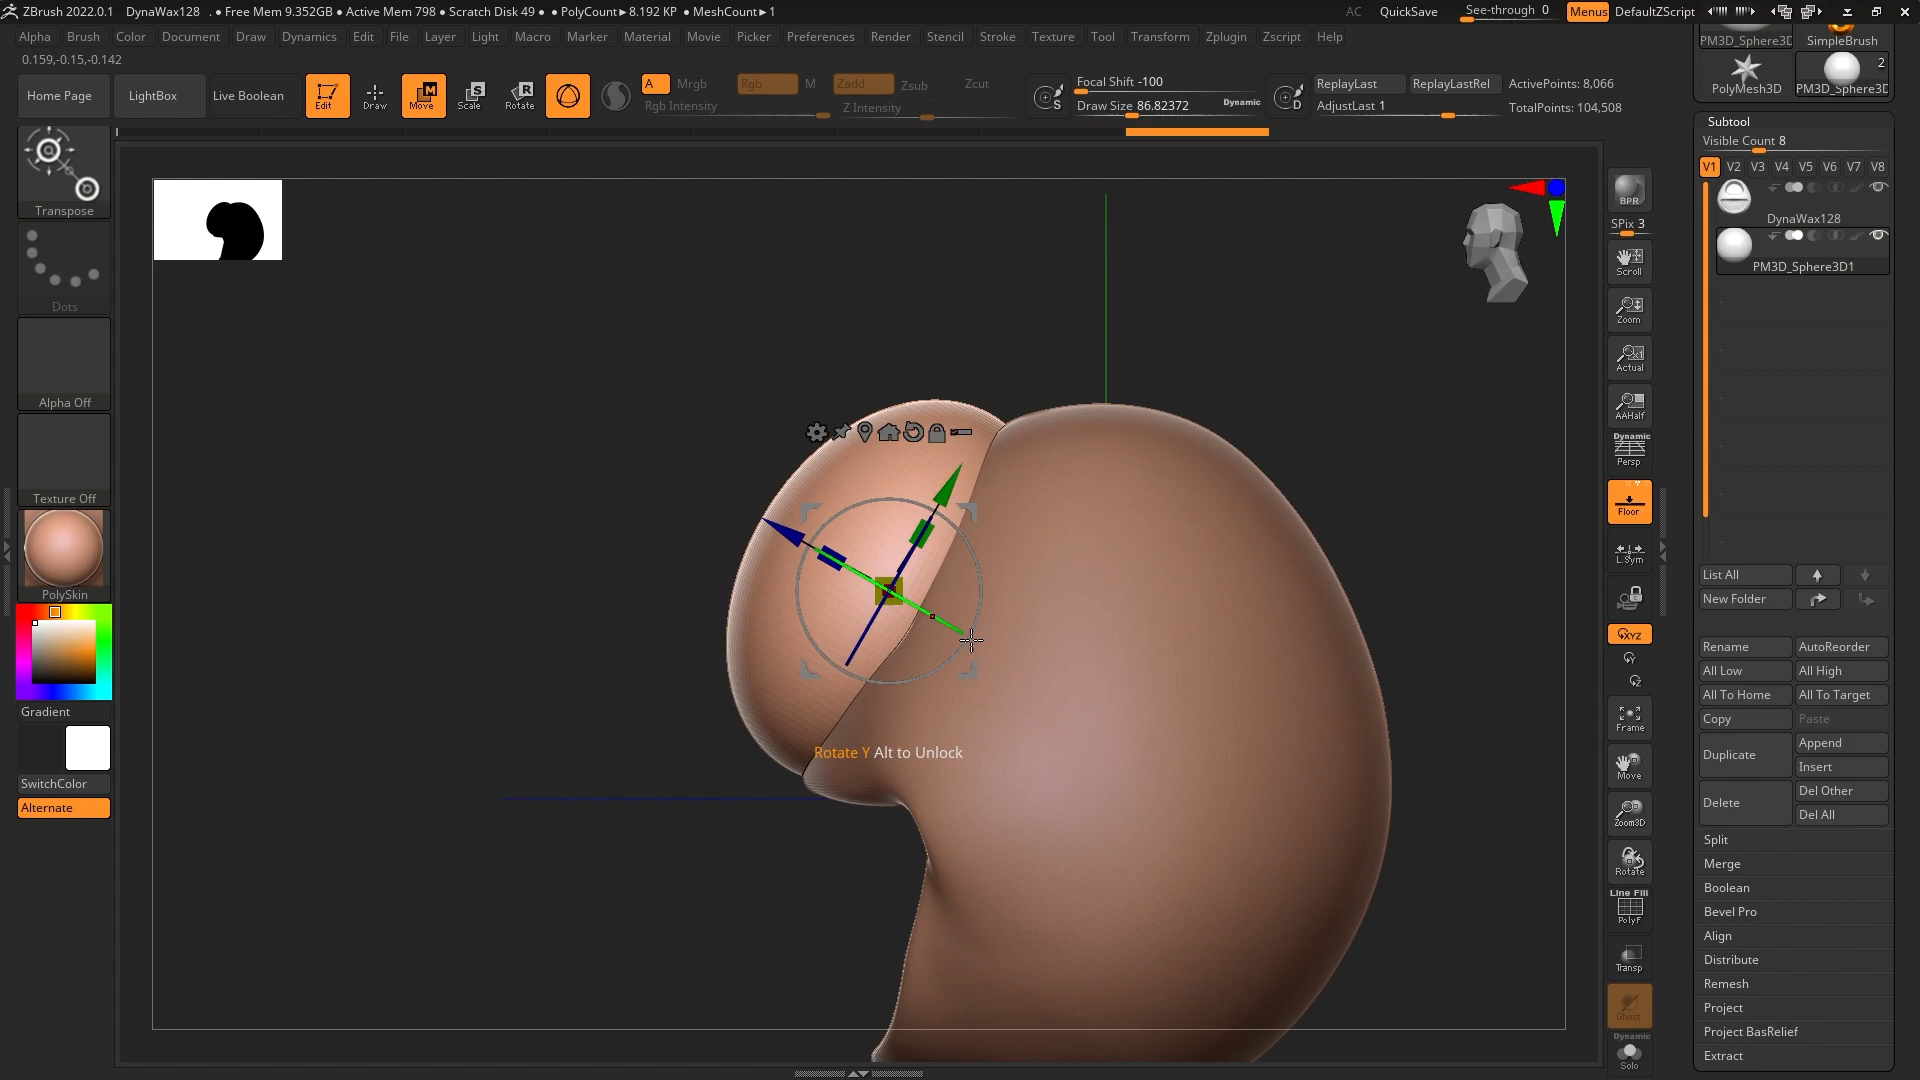 ZBrush 2022.0.1 DynaWax128 . ● Free Mem 9.352GB ● Active Mem 798 ● Scratch Disk 49 ● ● PolyCount►8.192 KP ● MeshCount►1
AC QuickSave See-through 0 Menus DefaultZScript
Alpha Brush Color Document Draw Dynamics Edit File Layer Light Macro Marker Material Movie Picker Preferences Render Stencil Stroke Texture Tool Transform Zplugin Zscript Help
0.159,-0.15,-0.142
Home Page LightBox Live Boolean Edit Draw Move Scale Rotate
A Mrgb Rgb M Zadd Zsub Zcut
Rgb Intensity Z Intensity
S Focal Shift -100
Draw Size 86.82372 Dynamic
D ReplayLast ReplayLastRel
AdjustLast 1
ActivePoints: 8,066
TotalPoints: 104,508
PM3D_Sphere3D SimpleBrush
2
PolyMesh3D PM3D_Sphere3D
Transpose
Dots
Alpha Off
Texture Off
PolySkin
Gradient
SwitchColor
Alternate
Rotate Y Alt to Unlock
BPR
SPix 3
Scroll
Zoom
Actual
AAHalf
Dynamic
Persp
Floor
L.Sym
XYZ
Y
Z
Frame
Move
Zoom3D
Rotate
Line Fill
PolyF
Transp
Ghost
Dynamic
Solo
Subtool
Visible Count 8
V1 V2 V3 V4 V5 V6 V7 V8
DynaWax128
PM3D_Sphere3D1
List All
New Folder
Rename AutoReorder
All Low All High
All To Home All To Target
Copy Paste
Duplicate Append
Insert
Delete Del Other
Del All
Split
Merge
Boolean
Bevel Pro
Align
Distribute
Remesh
Project
Project BasRelief
Extract